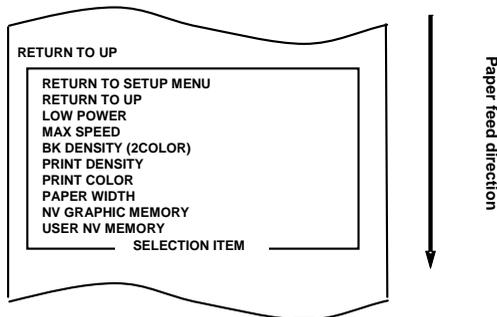 RETURN TO UP
RETURN TO SETUP MENU
RETURN TO UP
LOW POWER
MAX SPEED
BK DENSITY (2COLOR)
PRINT DENSITY
PRINT COLOR
PAPER WIDTH
NV GRAPHIC MEMORY
USER NV MEMORY
SELECTION ITEM
Paper feed direction